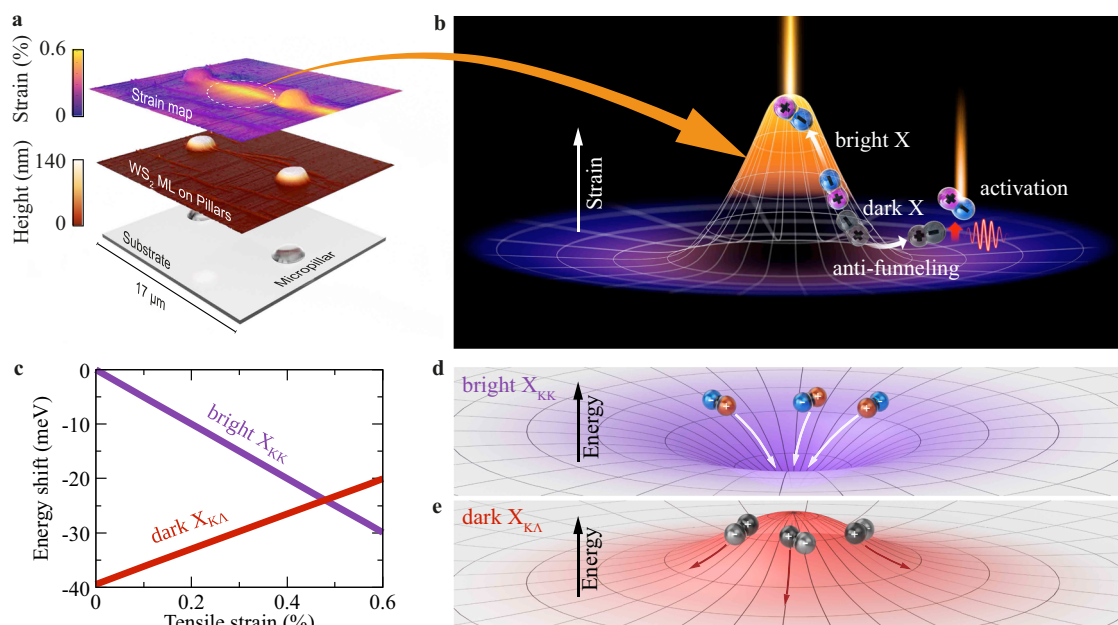 a
Strain (%)
0.6
0
Strain map
Height (nm)
140
0
WS2 ML on Pillars
Substrate
Micropillar
17 μm
b
Strain
bright X
dark X
activation
anti-funneling
c
Energy shift (meV)
0
-10
-20
-30
-40
bright XKK
dark XKΛ
0
0.2
0.4
0.6
Tensile strain (%)
d
bright XKK
Energy
e
dark XKΛ
Energy